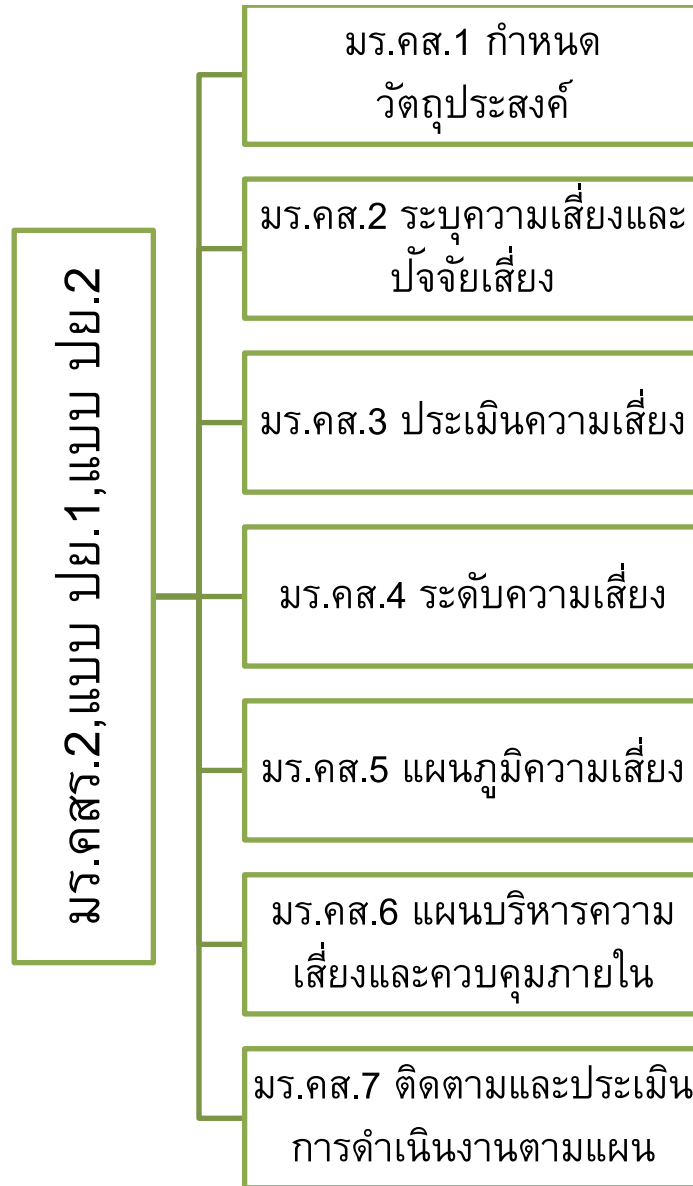 มร.คสร.2,แบบ ปย.1,แบบ ปย.2
มร.คส.1 กำหนด
วัตถุประสงค์
มร.คส.2 ระบุความเสี่ยงและ
ปัจจัยเสี่ยง
มร.คส.3 ประเมินความเสี่ยง
มร.คส.4 ระดับความเสี่ยง
มร.คส.5 แผนภูมิความเสี่ยง
มร.คส.6 แผนบริหารความ
เสี่ยงและควบคุมภายใน
มร.คส.7 ติดตามและประเมิน
การดำเนินงานตามแผน